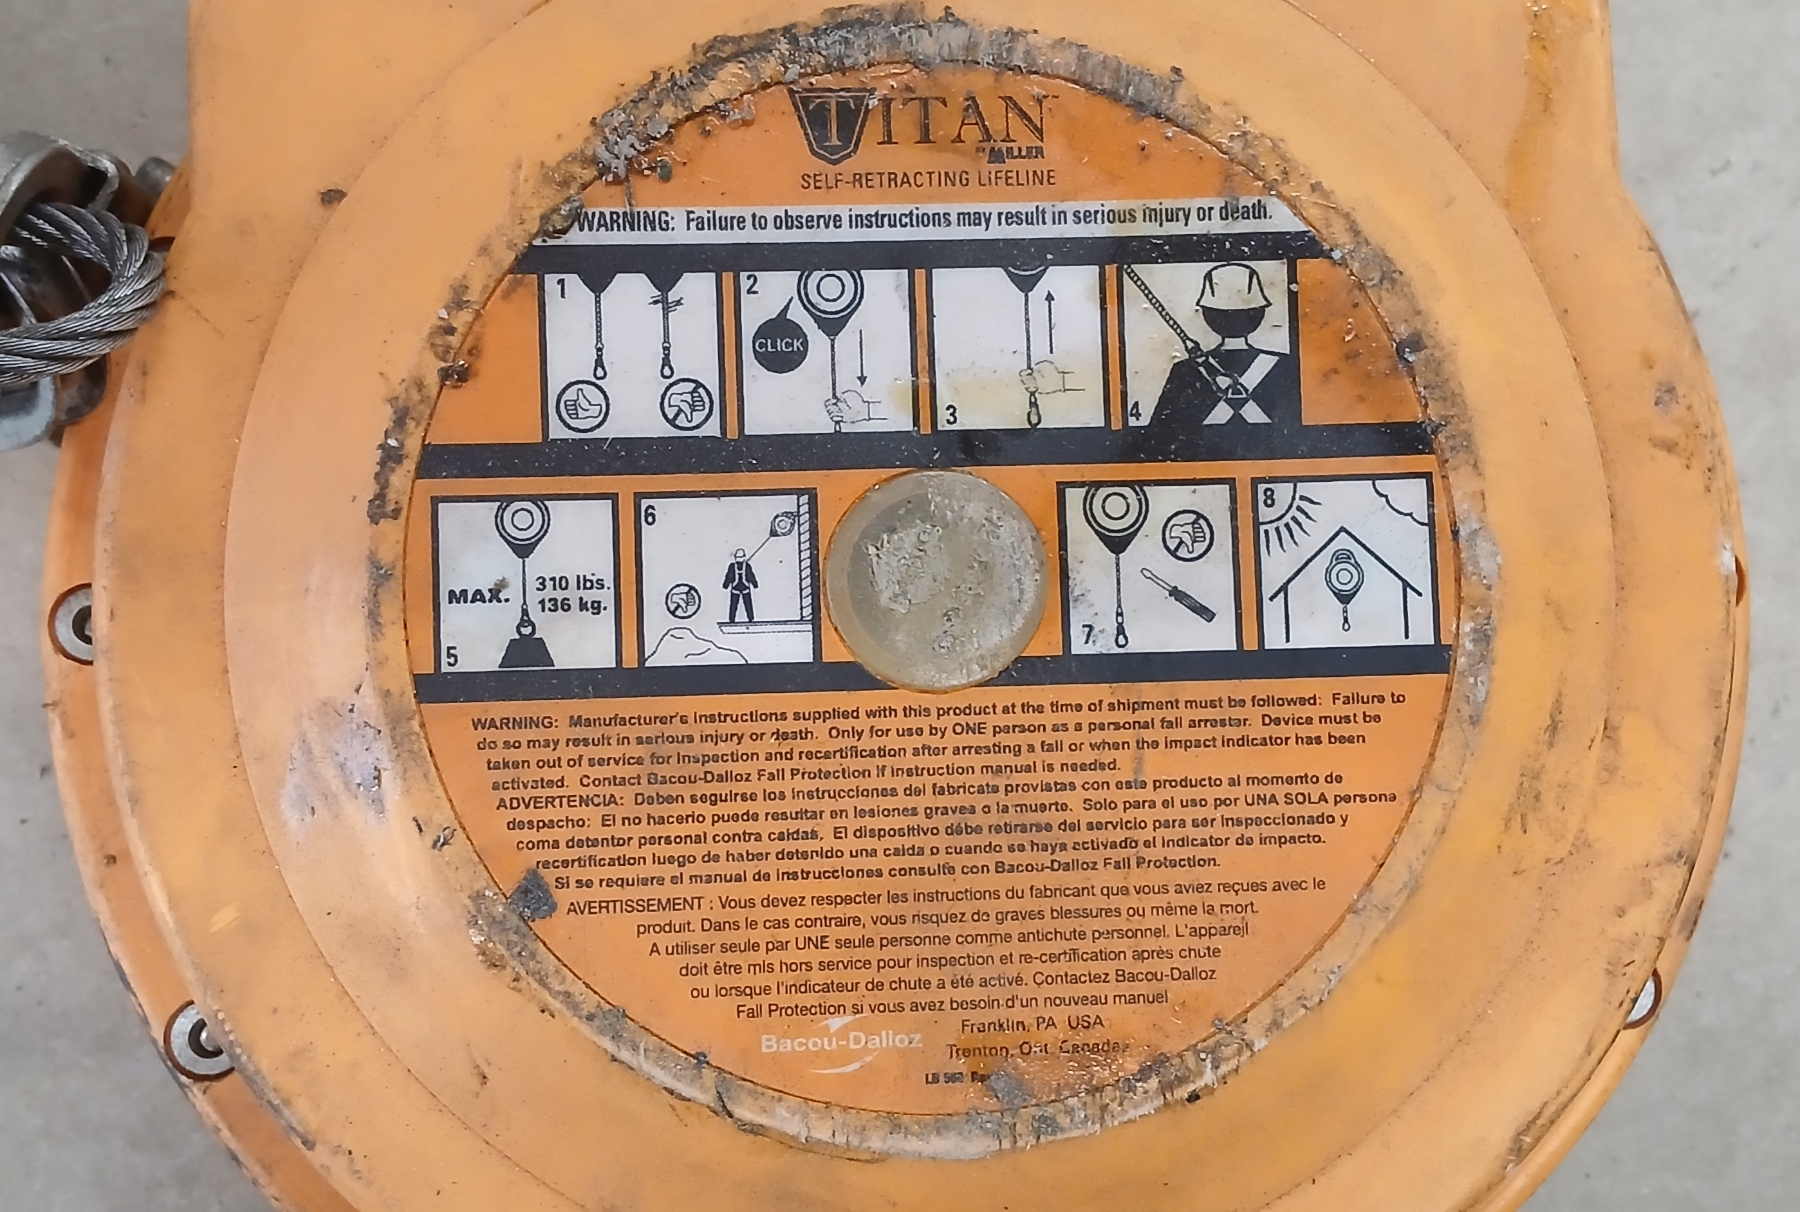 TITAN
BY MILLER
SELF-RETRACTING LIFELINE
WARNING: Failure to observe instructions may result in serious injury or death.
1
2
CLICK
3
4
5
MAX.
310 lbs.
136 kg.
6
7
8
WARNING: Manufacturer's instructions supplied with this product at the time of shipment must be followed: Failure to
do so may result in serious injury or death. Only for use by ONE person as a personal fall arrester. Device must be
taken out of service for inspection and recertification after arresting a fall or when the impact indicator has been
activated. Contact Bacou-Dalloz Fall Protection if instruction manual is needed.
ADVERTENCIA: Deben seguirse los instrucciones del fabricate provistas con este producto al momento de
despacho: El no hacerlo puede resultar en lesiones graves o la muerte. Solo para el uso por UNA SOLA persona
coma detentor personal contra caidas, El dispositivo débe retirarse del servicio para ser inspeccionado y
recertification luego de haber detenido una caida o cuando se haya activado el indicator de impacto.
Si se requiere el manual de instrucciones consulte con Bacou-Dalloz Fall Protection.
AVERTISSEMENT : Vous devez respecter les instructions du fabricant que vous aviez reçues avec le
produit. Dans le cas contraire, vous risquez de graves blessures ou même la mort.
A utiliser seule par UNE seule personne comme antichute personnel. L'appareil
doit être mis hors service pour inspection et re-certification après chute
ou lorsque l'indicateur de chute a été activé. Contactez Bacou-Dalloz
Fall Protection si vous avez besoin d'un nouveau manuel
Bacou-Dalloz
Franklin, PA USA
Trenton, Ont. Canada